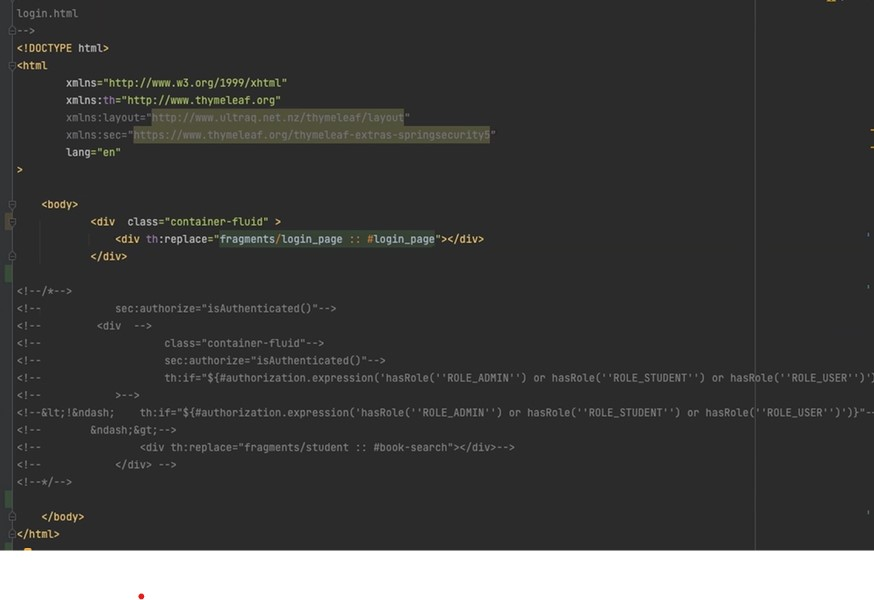 login.html
-->
<!DOCTYPE html>
<html
xmlns="http://www.w3.org/1999/xhtml"
xmlns:th="http://www.thymeleaf.org"
xmlns:layout="http://www.ultraq.net.nz/thymeleaf/layout"
xmlns:sec="https://www.thymeleaf.org/thymeleaf-extras-springsecurity5"
lang="en"
>
<body>
<div  class="container-fluid" >
<div th:replace="fragments/login_page :: #login_page"></div>
</div>
<!--/*-->
<!--            sec:authorize="isAuthenticated()"-->
<!--         <div  -->
<!--                    class="container-fluid"-->
<!--                    sec:authorize="isAuthenticated()"-->
<!--                    th:if="${#authorization.expression('hasRole(''ROLE_ADMIN'') or hasRole(''ROLE_STUDENT'') or hasRole(''ROLE_USER'')')
<!--            >-->
<!--&lt;!&ndash;    th:if="${#authorization.expression('hasRole(''ROLE_ADMIN'') or hasRole(''ROLE_STUDENT'') or hasRole(''ROLE_USER'')')}"--
<!--        &ndash;&gt;-->
<!--                <div th:replace="fragments/student :: #book-search"></div>-->
<!--            </div> -->
<!--*/-->
</body>
</html>